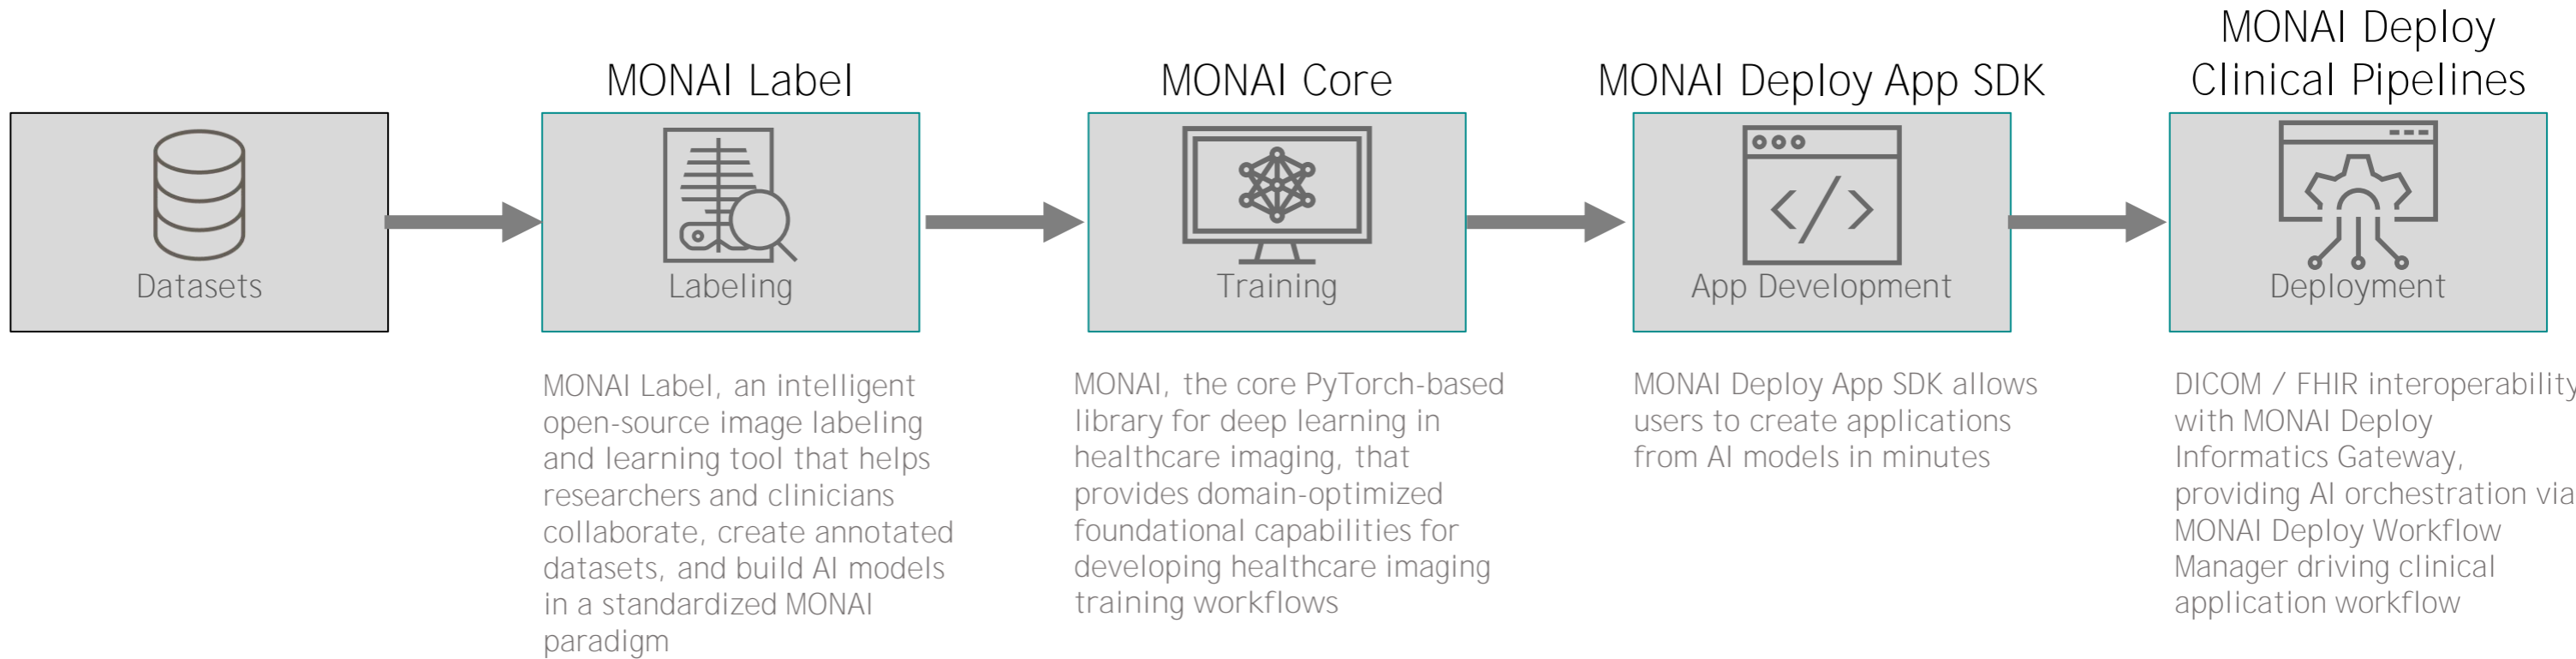 MONAI Label
MONAI Core
MONAI Deploy App SDK
MONAI Deploy
Clinical Pipelines
Datasets
Labeling
Training
App Development
Deployment
MONAI Label, an intelligent
open-source image labeling
and learning tool that helps
researchers and clinicians
collaborate, create annotated
datasets, and build AI models
in a standardized MONAI
paradigm
MONAI, the core PyTorch-based
library for deep learning in
healthcare imaging, that
provides domain-optimized
foundational capabilities for
developing healthcare imaging
training workflows
MONAI Deploy App SDK allows
users to create applications
from AI models in minutes
DICOM / FHIR interoperability
with MONAI Deploy
Informatics Gateway,
providing AI orchestration via
MONAI Deploy Workflow
Manager driving clinical
application workflow